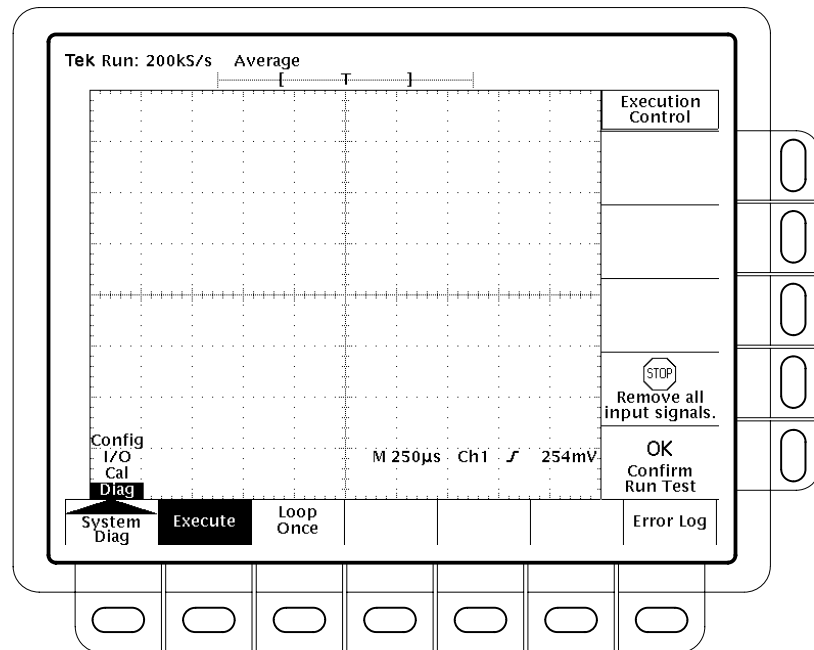 Tek Run: 200kS/s Average
[ T ]
Execution
Control
STOP
Remove all
input signals.
OK
Confirm
Run Test
Config
I/O
Cal
Diag
M 250µs Ch1 254mV
System
Diag
Execute
Loop
Once
Error Log